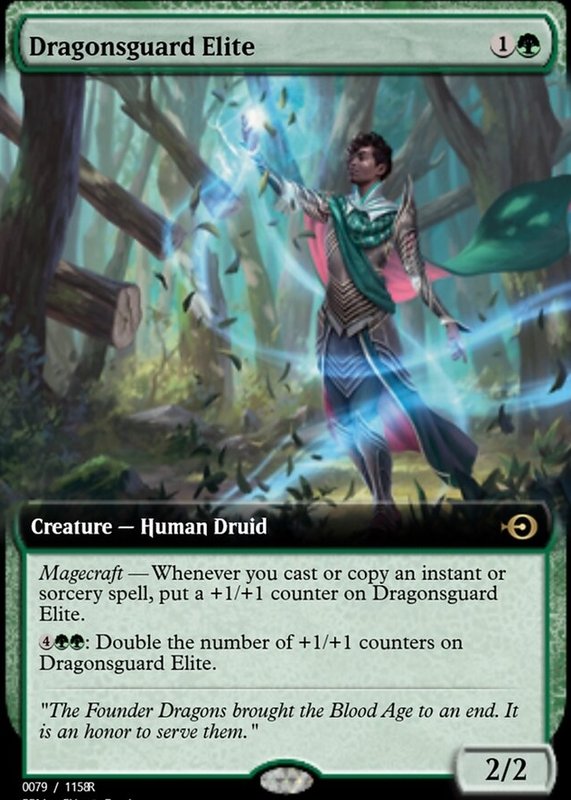 Dragonsguard Elite 1
Creature — Human Druid
Magecraft — Whenever you cast or copy an instant or
sorcery spell, put a +1/+1 counter on Dragonsguard
Elite.
4: Double the number of +1/+1 counters on
Dragonsguard Elite.
"The Founder Dragons brought the Blood Age to an end. It
is an honor to serve them."
2/2
0079 / 1158R